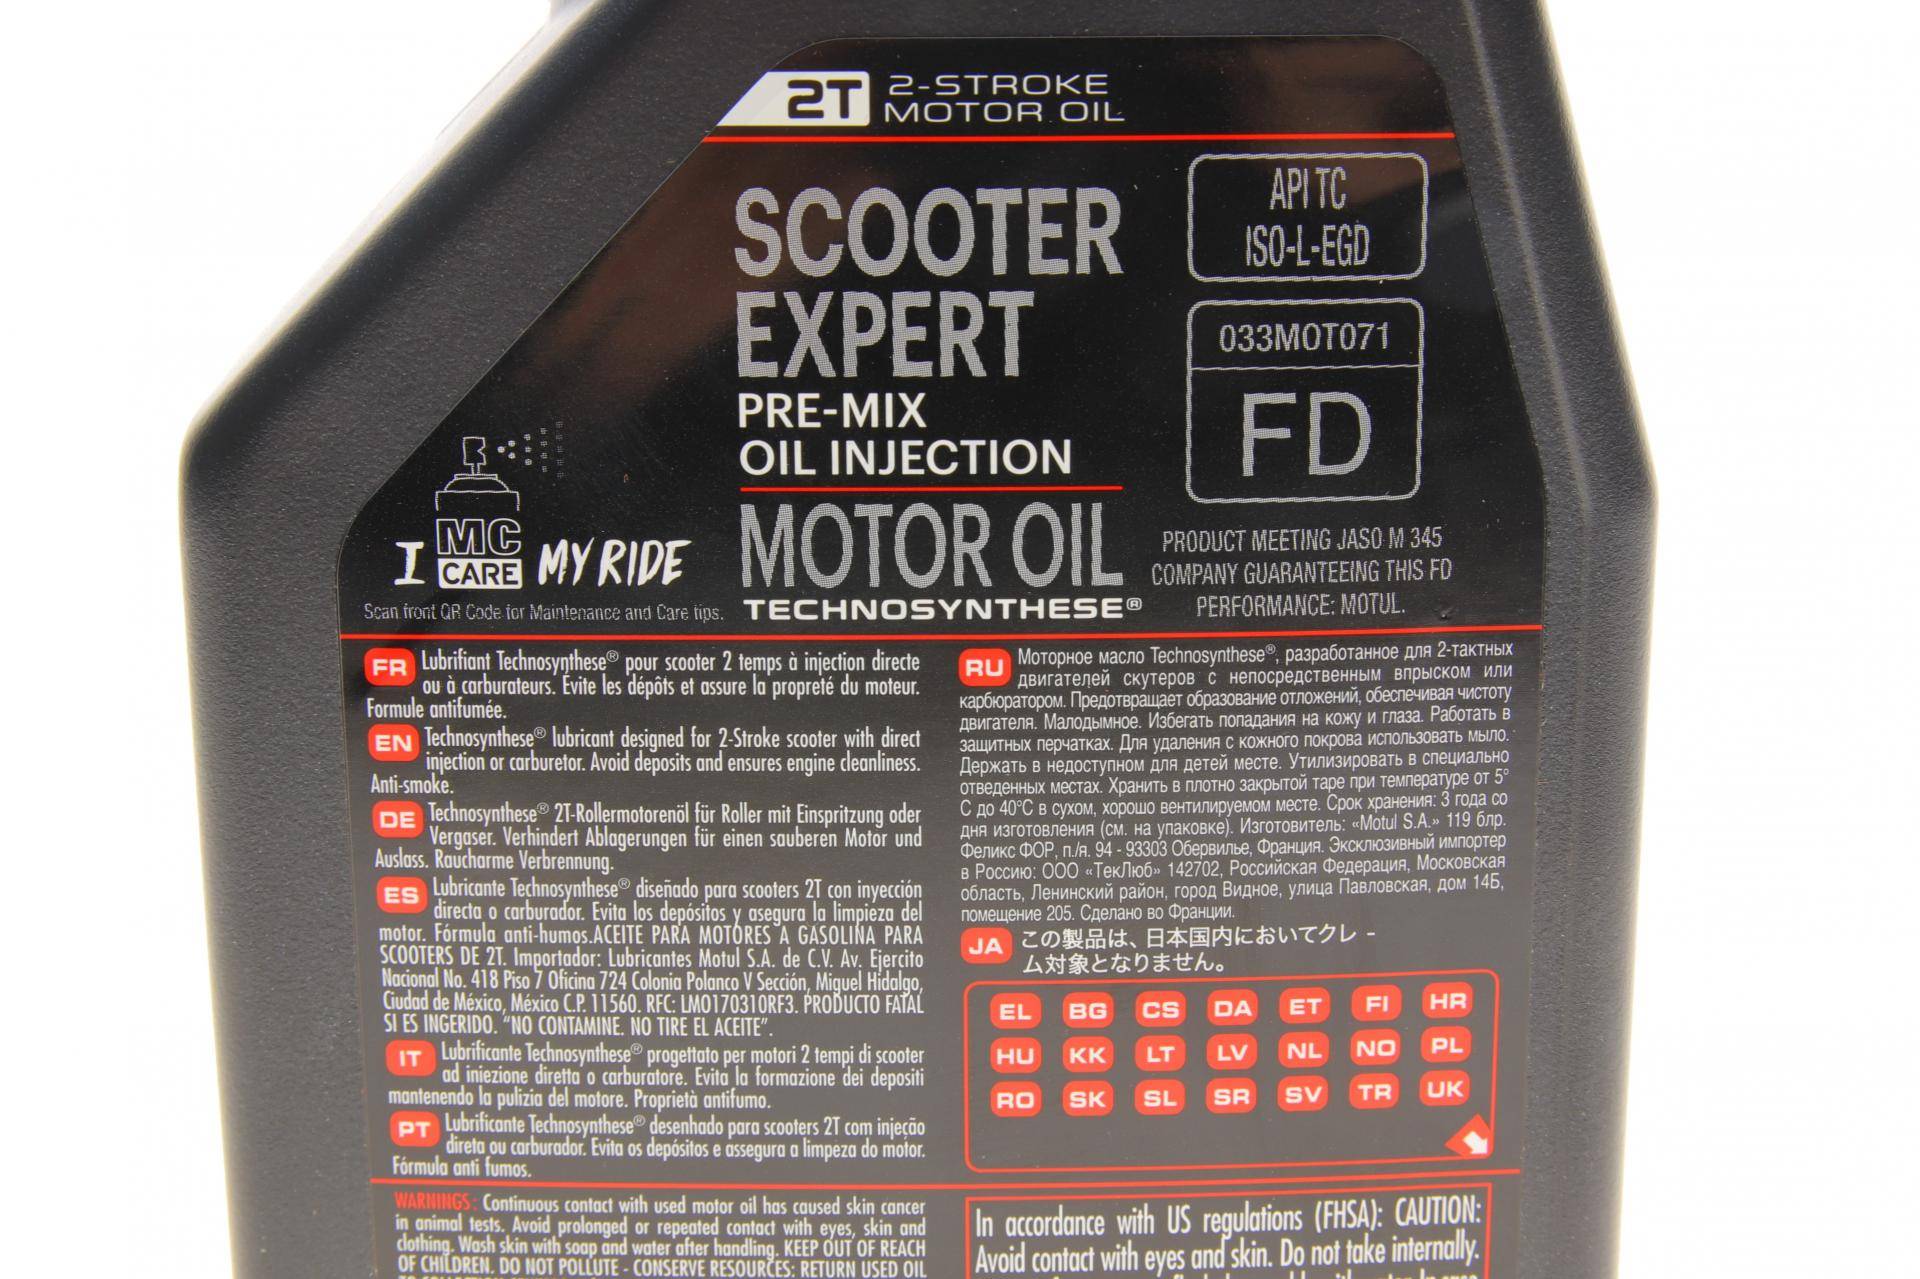 2T 2-STROKE
MOTOR OIL
SCOOTER
EXPERT
PRE-MIX
OIL INJECTION
MOTOR OIL
TECHNOSYNTHESE®
API TC
ISO-L-EGD
033MOT071
FD
PRODUCT MEETING JASO M 345
COMPANY GUARANTEEING THIS FD
PERFORMANCE: MOTUL.
I MC CARE MY RIDE
Scan front QR Code for Maintenance and Care tips.
FR Lubrifiant Technosynthese® pour scooter 2 temps à injection directe
ou à carburateurs. Évite les dépôts et assure la propreté du moteur.
Formule antifumée.
EN Technosynthese® lubricant designed for 2-Stroke scooter with direct
injection or carburetor. Avoid deposits and ensures engine cleanliness.
Anti-smoke.
DE Technosynthese® 2T-Rollermotorenöl für Roller mit Einspritzung oder
Vergaser. Verhindert Ablagerungen für einen sauberen Motor und
Auslass. Raucharme Verbrennung.
ES Lubricante Technosynthese® diseñado para scooters 2T con inyección
directa o carburador. Evita los depósitos y asegura la limpieza del
motor. Fórmula anti-humos.ACEITE PARA MOTORES A GASOLINA PARA
SCOOTERS DE 2T. Importador: Lubricantes Motul S.A. de C.V. Av. Ejercito
Nacional No. 418 Piso 7 Oficina 724 Colonia Polanco V Sección, Miguel Hidalgo,
Ciudad de México, México C.P. 11560. RFC: LMO170310RF3. PRODUCTO FATAL
SI ES INGERIDO. “NO CONTAMINE. NO TIRE EL ACEITE”.
IT Lubrificante Technosynthese® progettato per motori 2 tempi di scooter
ad iniezione diretta o carburatore. Evita la formazione dei depositi
mantenendo la pulizia del motore. Proprietà antifumo.
PT Lubrificante Technosynthese® desenhado para scooters 2T com injeção
direta ou carburador. Evita os depósitos e assegura a limpeza do motor.
Fórmula anti fumos.
RU Моторное масло Technosynthese®, разработанное для 2-тактных
двигателей скутеров с непосредственным впрыском или
карбюратором. Предотвращает образование отложений, обеспечивая чистоту
двигателя. Малодымное. Избегать попадания на кожу и глаза. Работать в
защитных перчатках. Для удаления с кожного покрова использовать мыло.
Держать в недоступном для детей месте. Утилизировать в специально
отведенных местах. Хранить в плотно закрытой таре при температуре от 5°
С до 40°С в сухом, хорошо вентилируемом месте. Срок хранения: 3 года со
дня изготовления (см. на упаковке). Изготовитель: «Motul S.A.» 119 блр.
Феликс ФОР, п./я. 94 - 93303 Обервилье, Франция. Эксклюзивный импортер
в Россию: ООО «ТекЛюб» 142702, Российская Федерация, Московская
область, Ленинский район, город Видное, улица Павловская, дом 14Б,
помещение 205. Сделано во Франции.
JA この製品は、日本国内においてクレ -
ム対象となりません。
EL BG CS DA ET FI HR
HU KK LT LV NL NO PL
RO SK SL SR SV TR UK
WARNINGS: Continuous contact with used motor oil has caused skin cancer
in animal tests. Avoid prolonged or repeated contact with eyes, skin and
clothing. Wash skin with soap and water after handling. KEEP OUT OF REACH
OF CHILDREN. DO NOT POLLUTE - CONSERVE RESOURCES: RETURN USED OIL
In accordance with US regulations (FHSA): CAUTION:
Avoid contact with eyes and skin. Do not take internally.